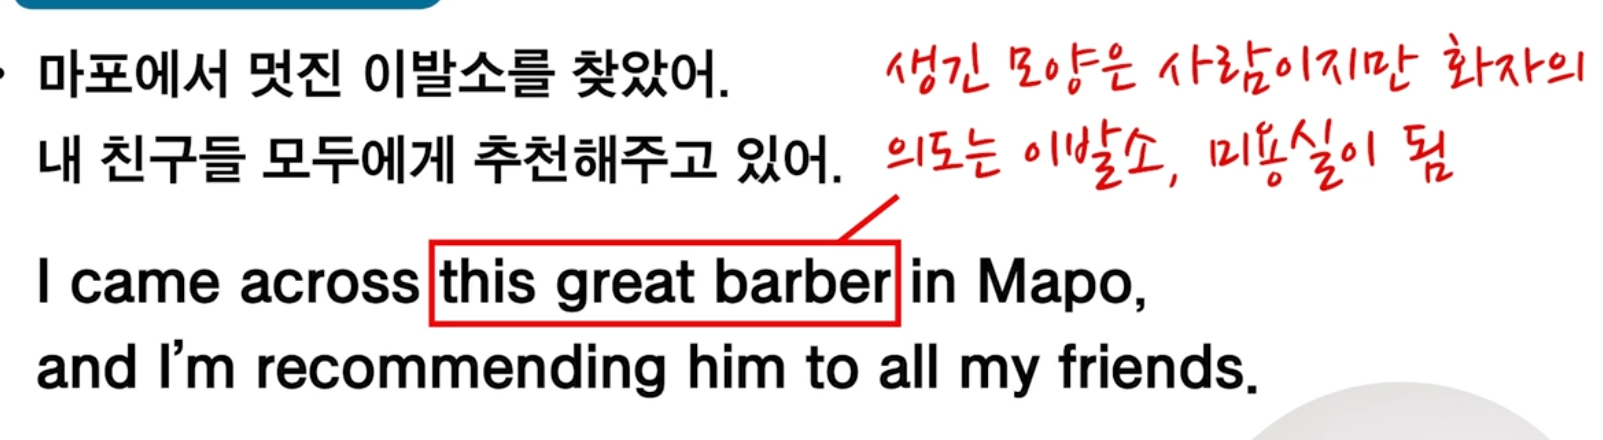 마포에서 멋진 이발소를 찾았어.
내 친구들 모두에게 추천해주고 있어.
생긴 모양은 사람이지만 화자의
의도는 이발소, 미용실이 됨
I came across this great barber in Mapo,
and I'm recommending him to all my friends.